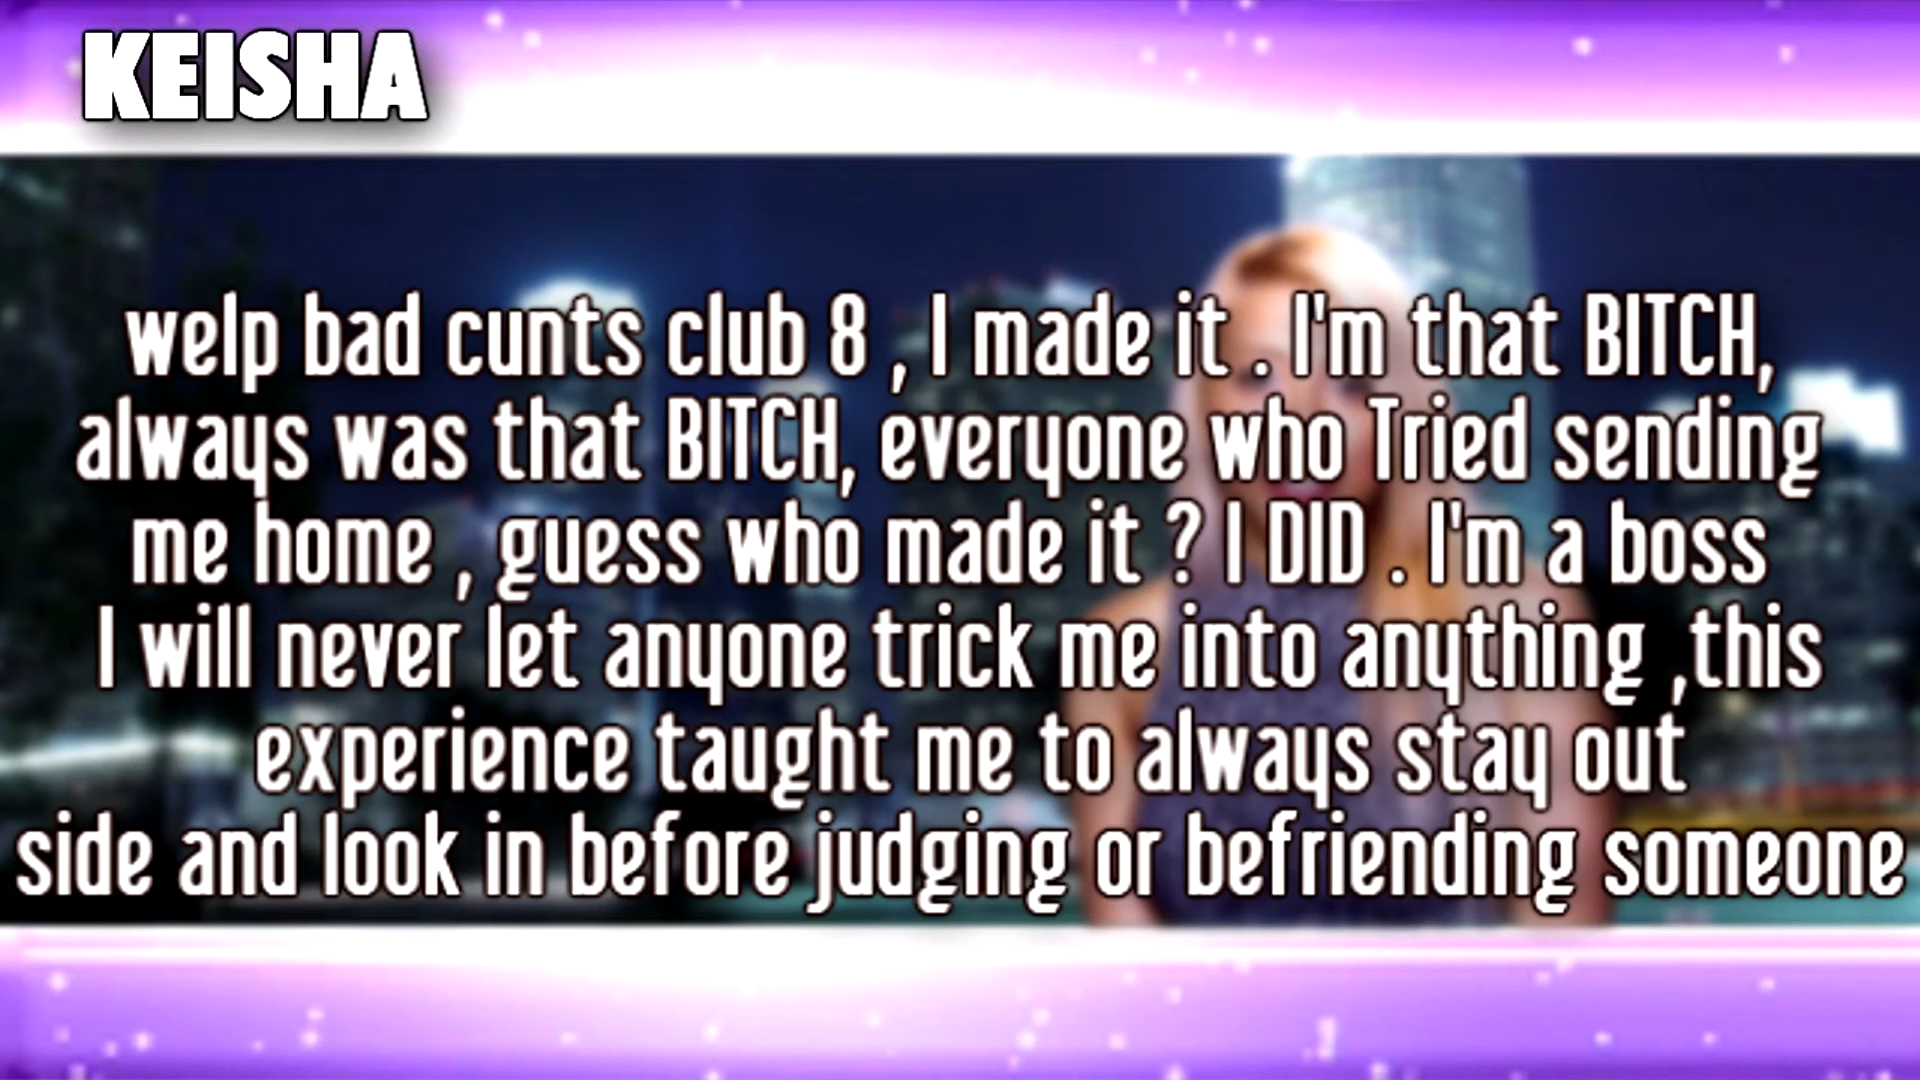 KEISHA
welp bad cunts club 8 , I made it . I'm that BITCH,
always was that BITCH, everyone who Tried sending
me home , guess who made it ? I DID . I'm a boss
I will never let anyone trick me into anything ,this
experience taught me to always stay out
side and look in before judging or befriending someone